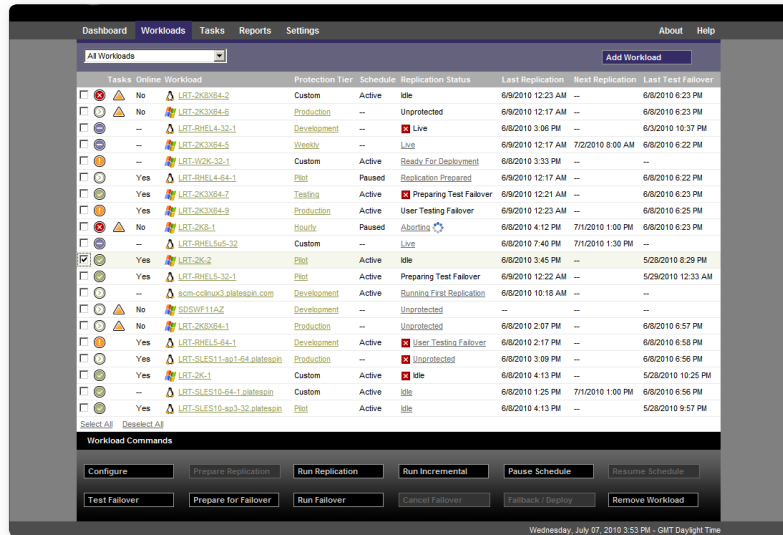 Dashboard Workloads Tasks Reports Settings About Help
All Workloads Add Workload
Tasks Online Workload Protection Tier Schedule Replication Status Last Replication Next Replication Last Test Failover
No LRT-2K8X64-2 Custom Active Idle 6/9/2010 12:23 AM -- 6/8/2010 6:23 PM
No LRT-2K3X64-6 Production -- Unprotected 6/9/2010 12:17 AM -- 6/8/2010 6:23 PM
-- LRT-RHEL4-32-1 Development -- Live 6/8/2010 3:06 PM -- 6/3/2010 10:37 PM
-- LRT-2K3X64-5 Weekly -- Live 6/9/2010 12:17 AM 7/2/2010 8:00 AM 6/8/2010 6:22 PM
-- LRT-W2K-32-1 Custom Active Ready For Deployment 6/8/2010 3:33 PM -- --
Yes LRT-RHEL4-64-1 Pilot Paused Replication Prepared 6/9/2010 12:17 AM -- 6/8/2010 6:22 PM
Yes LRT-2K3X64-7 Testing Active Preparing Test Failover 6/9/2010 12:21 AM -- 6/8/2010 6:23 PM
Yes LRT-2K3X64-9 Production Active User Testing Failover 6/9/2010 12:23 AM -- 6/8/2010 6:25 PM
No LRT-2K8-1 Hourly Paused Aborting 6/8/2010 4:12 PM 7/1/2010 1:00 PM 6/8/2010 6:23 PM
-- LRT-RHEL5u5-32 Custom -- Live 6/8/2010 7:40 PM 7/1/2010 1:30 PM --
Yes LRT-2K-2 Pilot Active Idle 6/8/2010 3:45 PM -- 5/28/2010 8:29 PM
Yes LRT-RHEL5-32-1 Pilot Active Preparing Test Failover 6/9/2010 12:22 AM -- 5/29/2010 12:33 AM
-- scm-cclinux3.platespin.com Development Active Running First Replication 6/8/2010 10:18 AM -- --
No SDSWF11AZ Development -- Unprotected -- -- --
No LRT-2K8X64-1 Production -- Unprotected 6/8/2010 2:07 PM -- 6/8/2010 6:57 PM
Yes LRT-RHEL5-64-1 Development Active User Testing Failover 6/8/2010 2:17 PM -- 6/8/2010 6:58 PM
Yes LRT-SLES11-sp1-64.platespin Production -- Unprotected 6/8/2010 3:09 PM -- 6/8/2010 6:56 PM
Yes LRT-2K-1 Custom Active Idle 6/8/2010 4:13 PM -- 5/28/2010 10:25 PM
-- LRT-SLES10-64-1.platespin Custom Active Idle 6/8/2010 1:25 PM 7/1/2010 1:00 PM 6/8/2010 6:56 PM
Yes LRT-SLES10-sp3-32.platespin Pilot Active Idle 6/8/2010 4:13 PM -- 5/28/2010 9:57 PM
Select All Deselect All
Workload Commands
Configure Prepare Replication Run Replication Run Incremental Pause Schedule Resume Schedule
Test Failover Prepare for Failover Run Failover Cancel Failover Failback / Deploy Remove Workload
Wednesday, July 07, 2010 3:53 PM - GMT Daylight Time